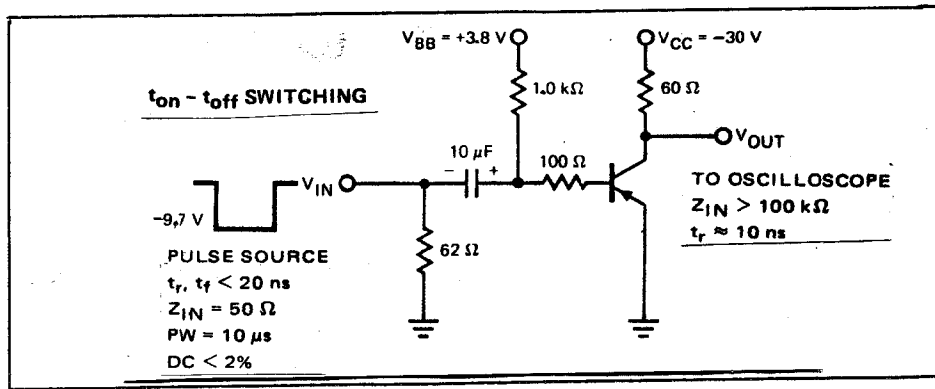 V_BB = +3.8 V
V_CC = –30 V
t_on – t_off SWITCHING
1.0 kΩ
60 Ω
V_OUT
10 μF
– +
100 Ω
V_IN
–9,7 V
TO OSCILLOSCOPE
Z_IN > 100 kΩ
t_r ≈ 10 ns
62 Ω
PULSE SOURCE
t_r, t_f < 20 ns
Z_IN = 50 Ω
PW = 10 μs
DC < 2%